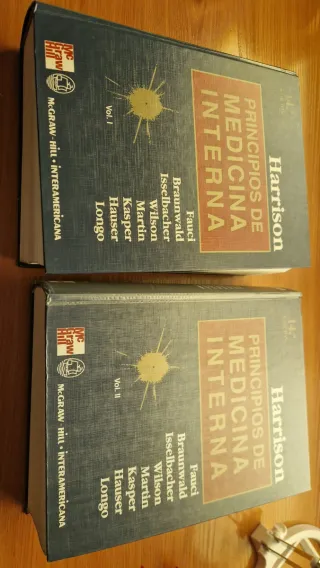 Harrison
PRINCIPIOS DE
MEDICINA
INTERNA
Fauci
Braunwald
Isselbacher
Wilson
Martin
Kasper
Hauser
Longo
Vol. I
Mc
Graw
Hill
McGRAW-HILL • INTERAMERICANA
Harrison
PRINCIPIOS DE
MEDICINA
INTERNA
Fauci
Braunwald
Isselbacher
Wilson
Martin
Kasper
Hauser
Longo
Vol. II
Mc
Graw
Hill
McGRAW-HILL • INTERAMERICANA